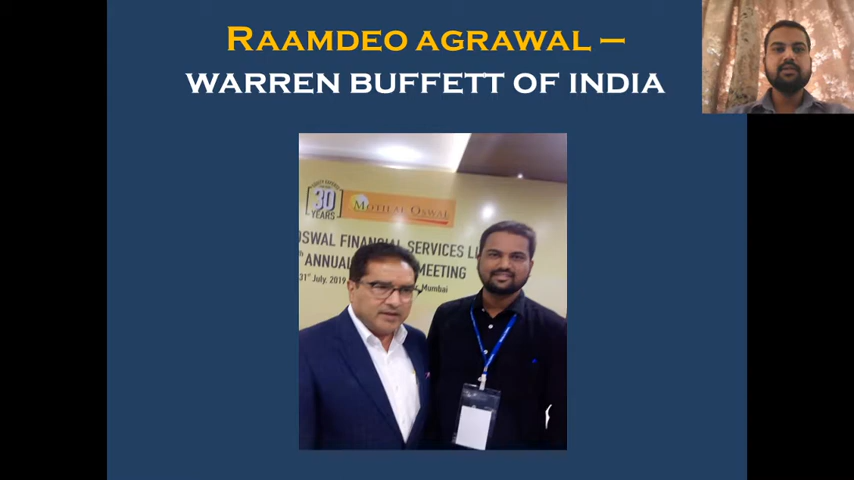 RAAMDEO AGRAWAL –
WARREN BUFFETT OF INDIA
30
YEARS
MOTILAL OSWAL
OSWAL FINANCIAL SERVICES
ANNUAL MEETING
31st July, 2019 Mumbai